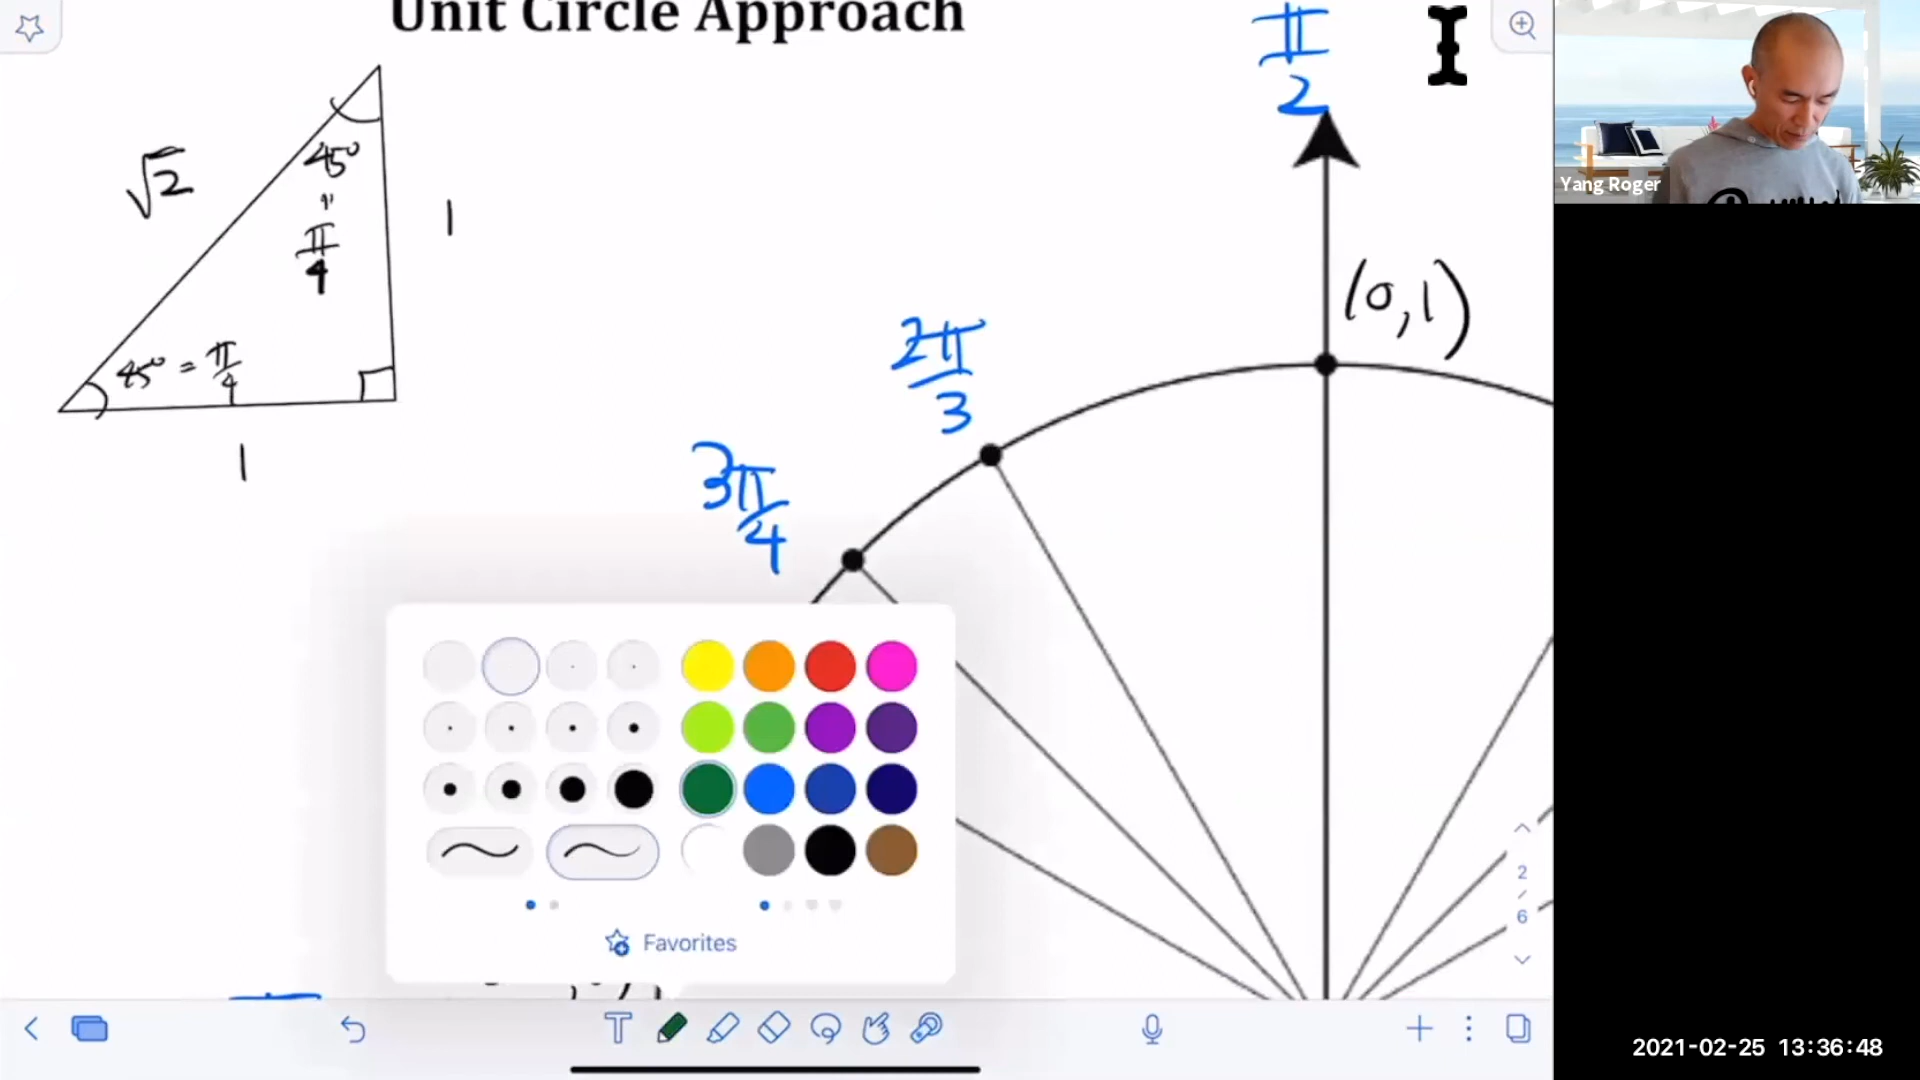 Unit Circle Approach
π
2
√2
45°
"
π
4
1
45° = π
4
1
(0,1)
2π
3
3π
4
Favorites
2
/
6
T
Yang Roger
2021-02-25 13:36:48